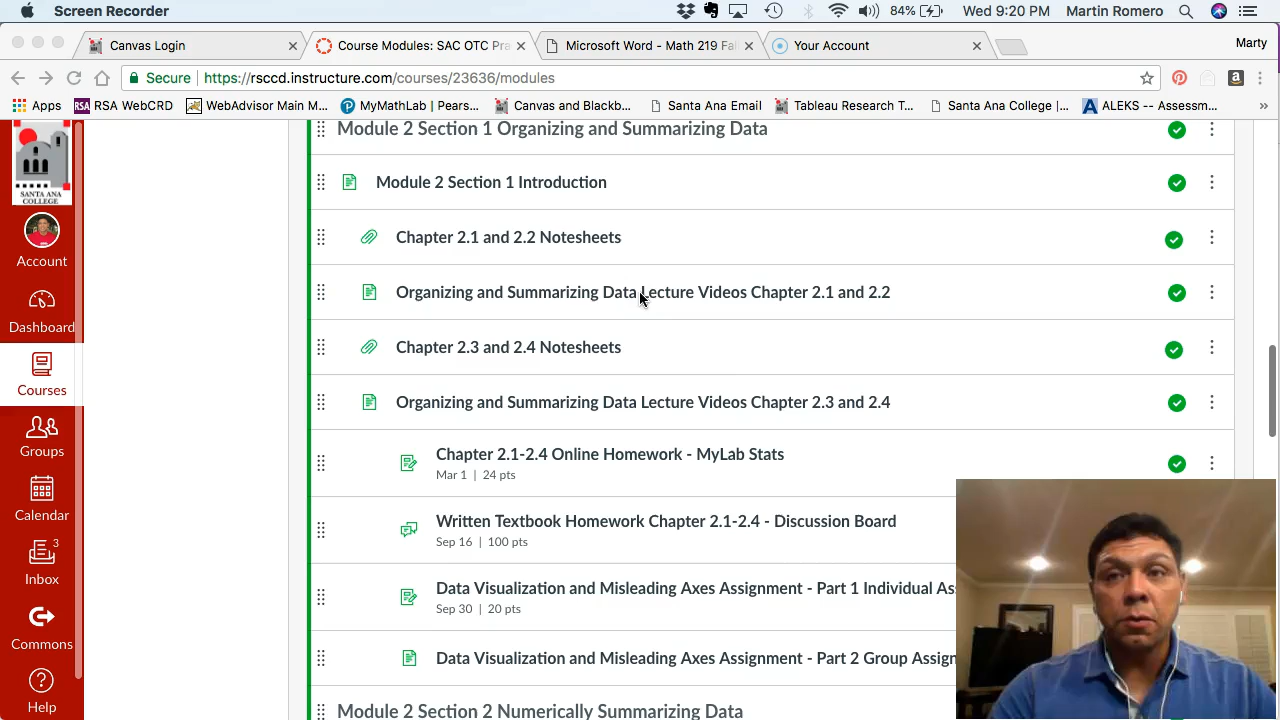 Screen Recorder
84%
Wed 9:20 PM
Martin Romero
Canvas Login
Course Modules: SAC OTC Pra
Microsoft Word - Math 219 Fal
Your Account
Marty
Secure
https://rsccd.instructure.com/courses/23636/modules
Apps
RSA WebCRD
WebAdvisor Main M...
MyMathLab | Pers...
Canvas and Blackb...
Santa Ana Email
Tableau Research T...
Santa Ana College |...
ALEKS -- Assessm...
»
SANTA ANA
COLLEGE
Account
Dashboard
Courses
Groups
Calendar
3
Inbox
Commons
Help
Module 2 Section 1 Organizing and Summarizing Data
Module 2 Section 1 Introduction
Chapter 2.1 and 2.2 Notesheets
Organizing and Summarizing Data Lecture Videos Chapter 2.1 and 2.2
Chapter 2.3 and 2.4 Notesheets
Organizing and Summarizing Data Lecture Videos Chapter 2.3 and 2.4
Chapter 2.1-2.4 Online Homework - MyLab Stats
Mar 1 | 24 pts
Written Textbook Homework Chapter 2.1-2.4 - Discussion Board
Sep 16 | 100 pts
Data Visualization and Misleading Axes Assignment - Part 1 Individual As
Sep 30 | 20 pts
Data Visualization and Misleading Axes Assignment - Part 2 Group Assign
Module 2 Section 2 Numerically Summarizing Data